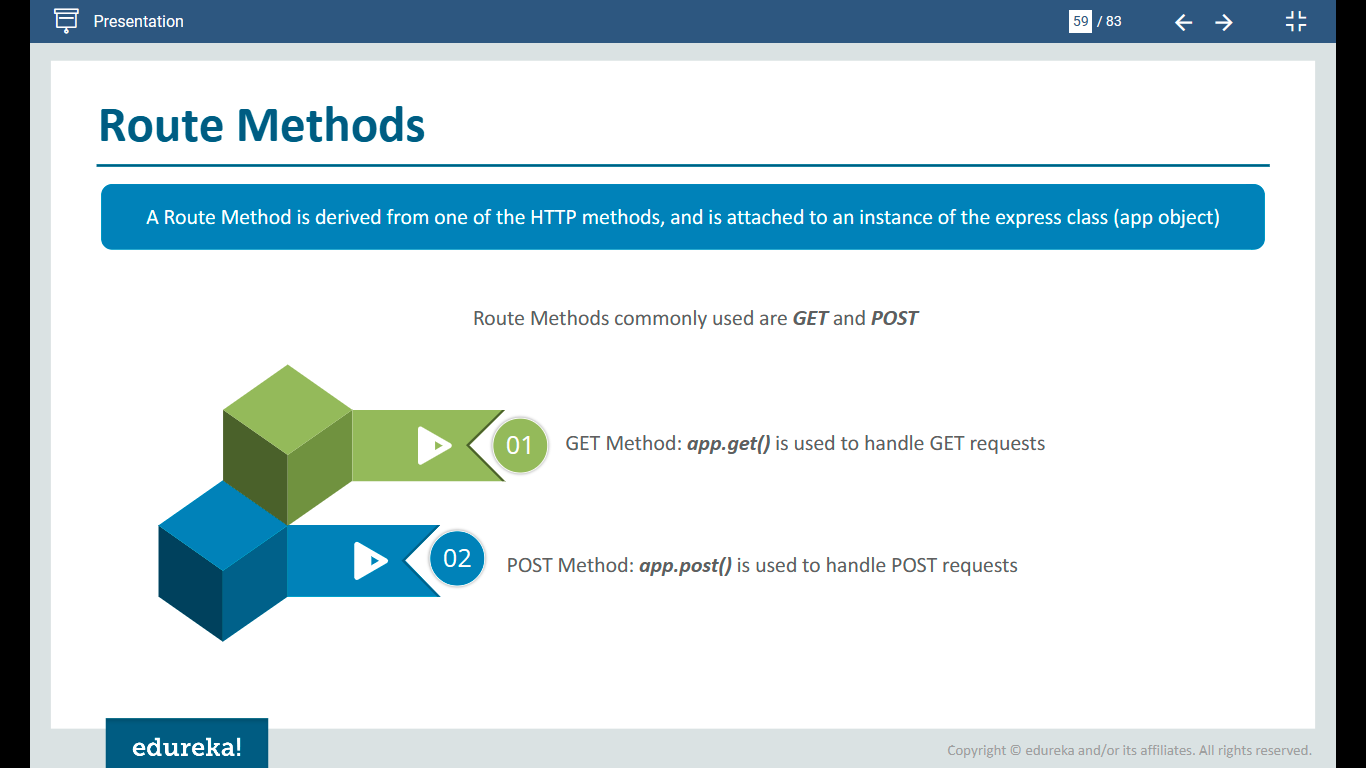 Presentation
59 / 83
Route Methods
A Route Method is derived from one of the HTTP methods, and is attached to an instance of the express class (app object)
Route Methods commonly used are GET and POST
01
GET Method: app.get() is used to handle GET requests
02
POST Method: app.post() is used to handle POST requests
edureka!
Copyright © edureka and/or its affiliates. All rights reserved.